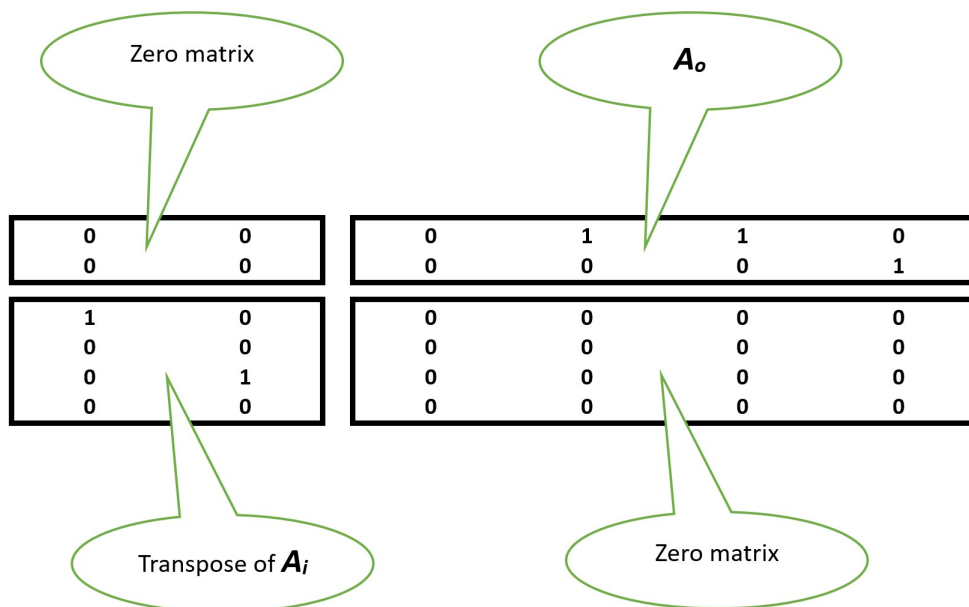 Zero matrix
Ao
0 0 0 1 1 0
0 0 0 0 0 1
1 0 0 0 0 0
0 0 0 0 0 0
0 1 0 0 0 0
0 0 0 0 0 0
Transpose of Ai
Zero matrix